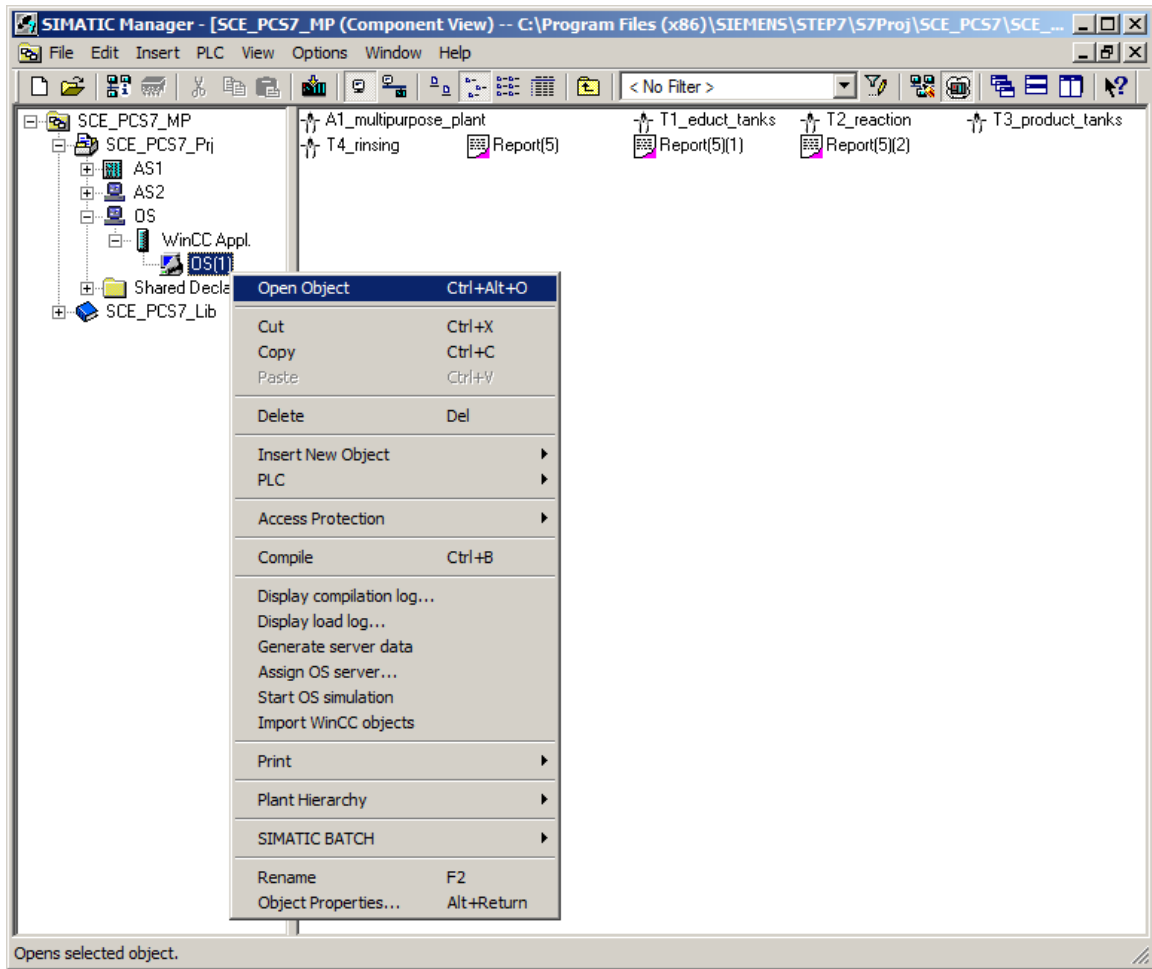 SIMATIC Manager - [SCE_PCS7_MP (Component View) -- C:\Program Files (x86)\SIEMENS\STEP7\S7Proj\SCE_PCS7\SCE_...
File Edit Insert PLC View Options Window Help
< No Filter >
SCE_PCS7_MP
SCE_PCS7_Prj
AS1
AS2
OS
WinCC Appl.
OS(1)
Shared Decla
SCE_PCS7_Lib
A1_multipurpose_plant T1_educt_tanks T2_reaction T3_product_tanks
T4_rinsing Report(5) Report(5)(1) Report(5)(2)
Open Object Ctrl+Alt+O
Cut Ctrl+X
Copy Ctrl+C
Paste Ctrl+V
Delete Del
Insert New Object
PLC
Access Protection
Compile Ctrl+B
Display compilation log...
Display load log...
Generate server data
Assign OS server...
Start OS simulation
Import WinCC objects
Print
Plant Hierarchy
SIMATIC BATCH
Rename F2
Object Properties... Alt+Return
Opens selected object.